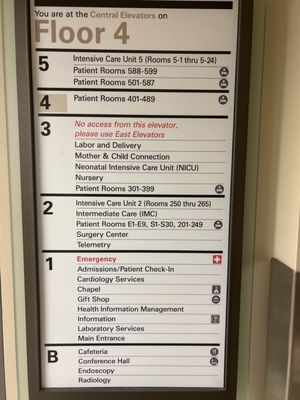 You are at the Central Elevators on
Floor 4
5 Intensive Care Unit 5 (Rooms 5-1 thru 5-24)
Patient Rooms 588-599
Patient Rooms 501-587
4 Patient Rooms 401-489
3 No access from this elevator,
please use East Elevators
Labor and Delivery
Mother & Child Connection
Neonatal Intensive Care Unit (NICU)
Nursery
Patient Rooms 301-399
2 Intensive Care Unit 2 (Rooms 250 thru 265)
Intermediate Care (IMC)
Patient Rooms E1-E9, S1-S30, 201-249
Surgery Center
Telemetry
1 Emergency
Admissions/Patient Check-In
Cardiology Services
Chapel
Gift Shop
Health Information Management
Information
Laboratory Services
Main Entrance
B Cafeteria
Conference Hall
Endoscopy
Radiology